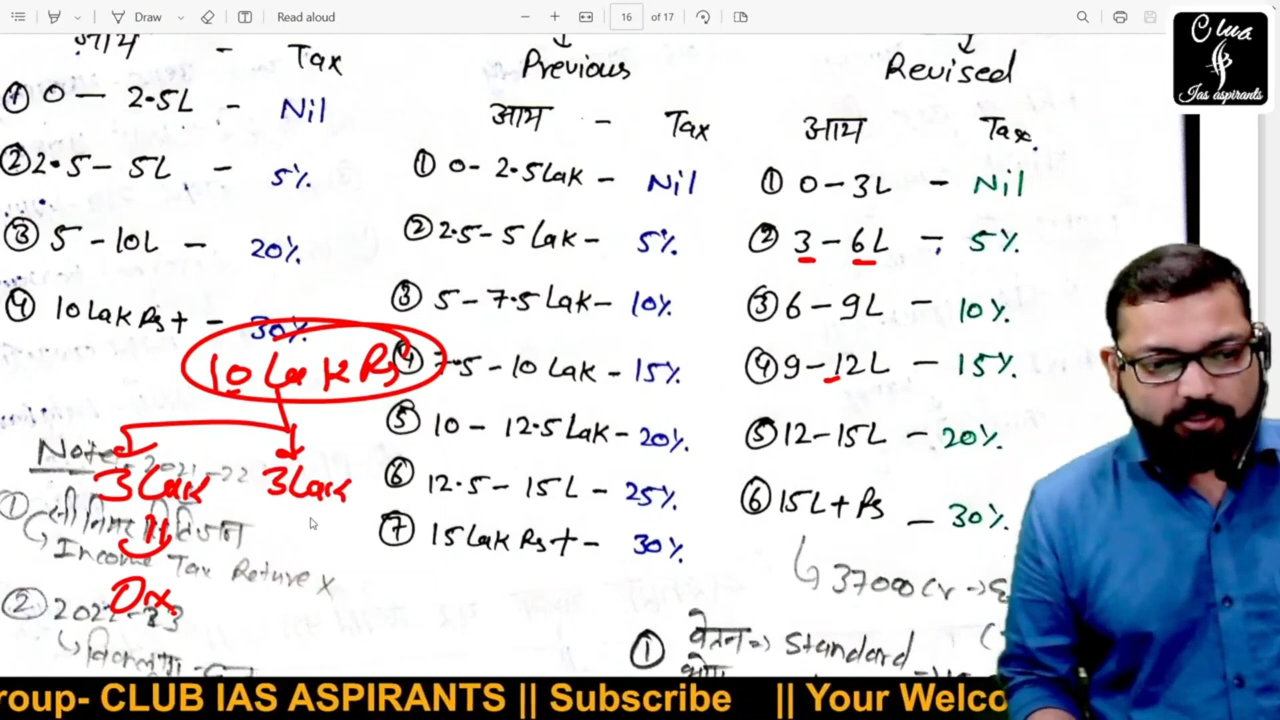 Draw
Read aloud
16 of 17
Club
Ias aspirants
आय - Tax
① 0 - 2.5L - Nil
② 2.5 - 5L - 5%
③ 5 - 10L - 20%
④ 10 Lak Rs+ - 30%
10 Lak Rs
3 Lak 3 Lak
0
Note - 2021-22
①
Income Tax Return x
② 2022-23
Previous
आय - Tax
① 0 - 2.5 Lak - Nil
② 2.5 - 5 Lak - 5%
③ 5 - 7.5 Lak - 10%
④ 7.5 - 10 Lak - 15%
⑤ 10 - 12.5 Lak - 20%
⑥ 12.5 - 15L - 25%
⑦ 15 Lak Rs+ - 30%
Revised
आय Tax
① 0 - 3L - Nil
② 3 - 6L - 5%
③ 6 - 9L - 10%
④ 9 - 12L - 15%
⑤ 12 - 15L - 20%
⑥ 15L + Rs - 30%
37000 Cr →
① वेतन => Standard
roup- CLUB IAS ASPIRANTS || Subscribe || Your Welco